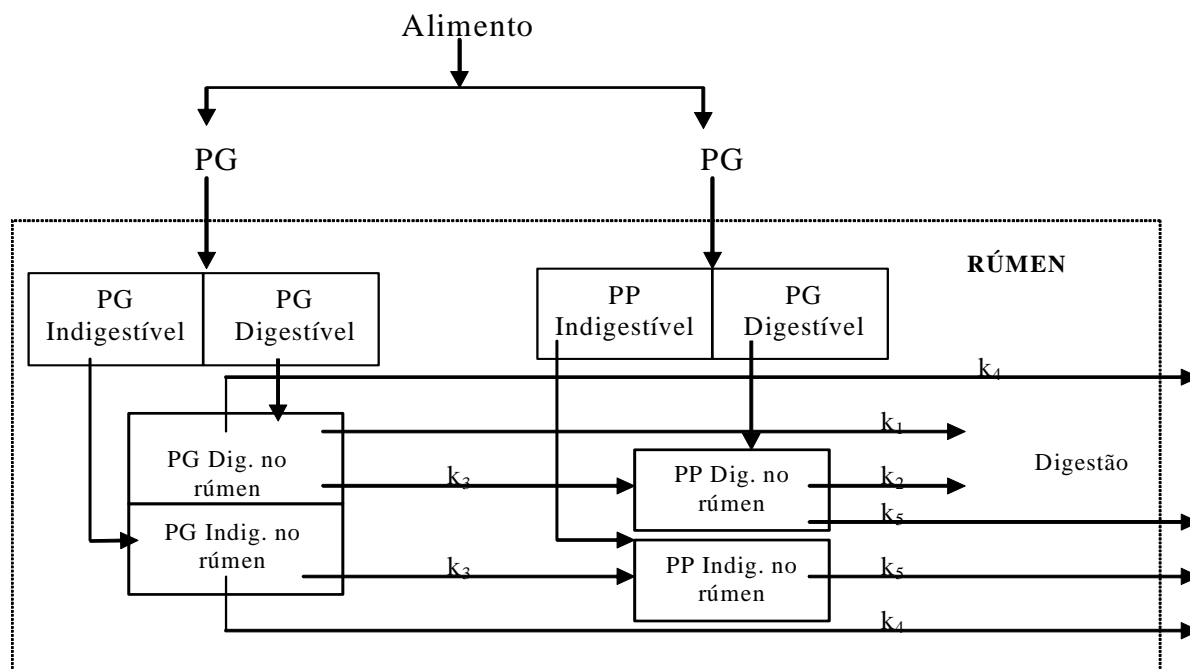 Alimento
PG
PG
RÚMEN
PG
Indigestível
PG
Digestível
PP
Indigestível
PG
Digestível
k₄
k₁
PG Dig. no
rúmen
k₃
PP Dig. no
rúmen
k₂
Digestão
k₅
PG Indig. no
rúmen
k₃
PP Indig. no
rúmen
k₅
k₄